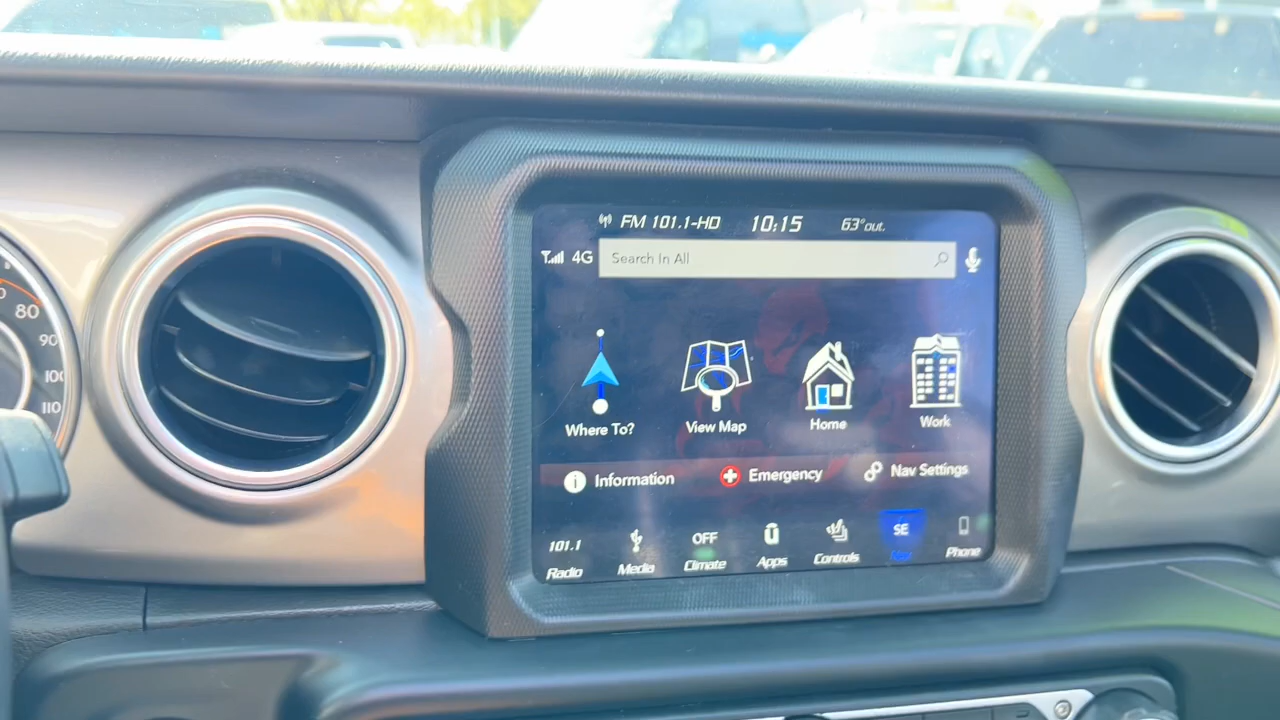 FM 101.1-HD 10:15 63°out.
4G Search In All
Where To? View Map Home Work
Information Emergency Nav Settings
101.1 OFF SE
Radio Media Climate Apps Controls Nav Phone
80
90
100
110